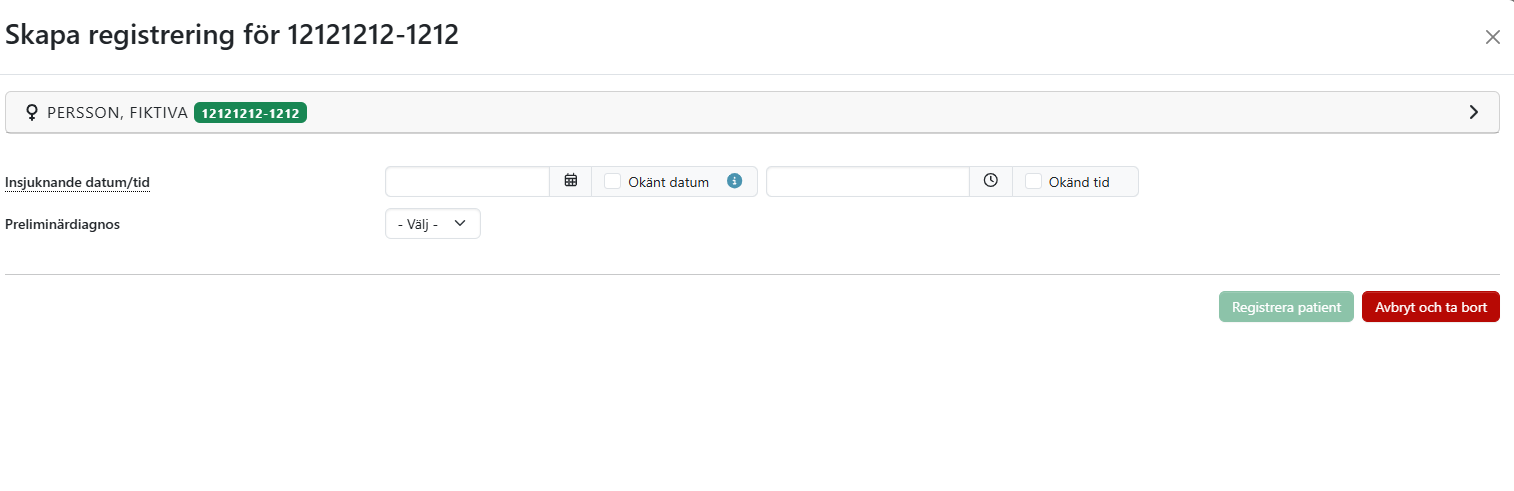 Skapa registrering för 12121212-1212
PERSSON, FIKTIVA 12121212-1212
Insjuknande datum/tid Okänt datum Okänd tid
Preliminärdiagnos - Välj -
Registrera patient Avbryt och ta bort